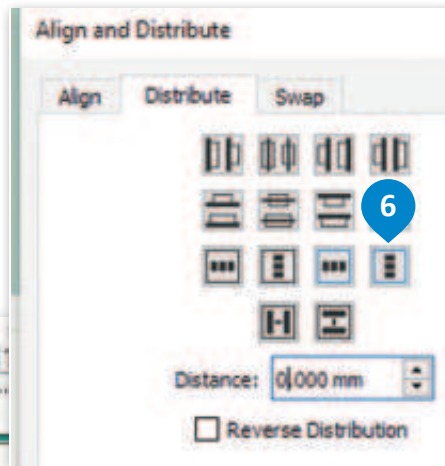 Align and Distribute
Align Distribute Swap
6
Distance: 0.000 mm
Reverse Distribution